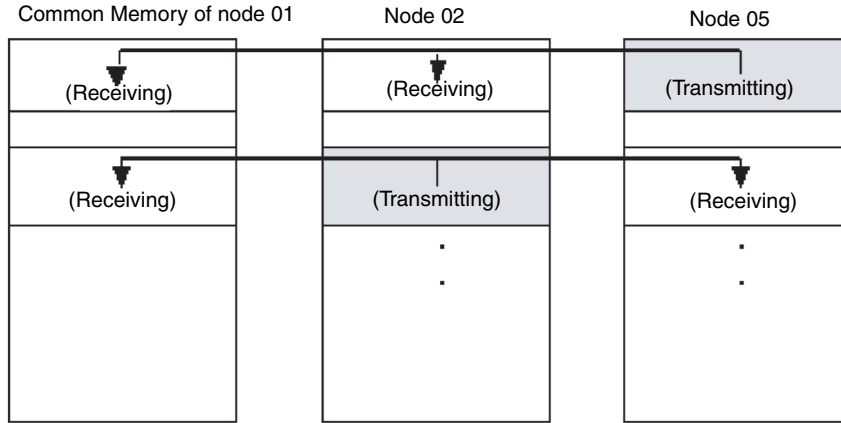 Common Memory of node 01
Node 02
Node 05
(Receiving)
(Receiving)
(Transmitting)
(Receiving)
(Transmitting)
(Receiving)